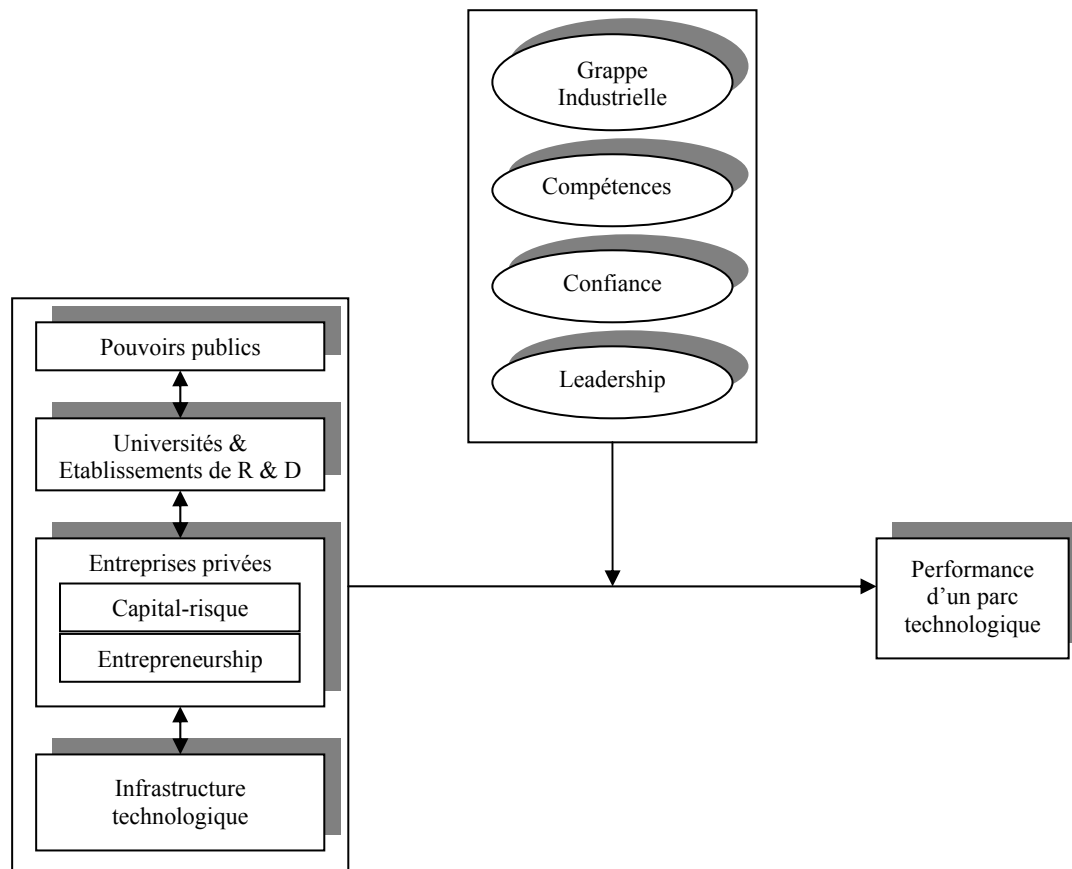 Grappe
Industrielle
Compétences
Confiance
Leadership
Pouvoirs publics
Universités &
Etablissements de R & D
Entreprises privées
Capital-risque
Entrepreneurship
Infrastructure
technologique
Performance
d’un parc
technologique